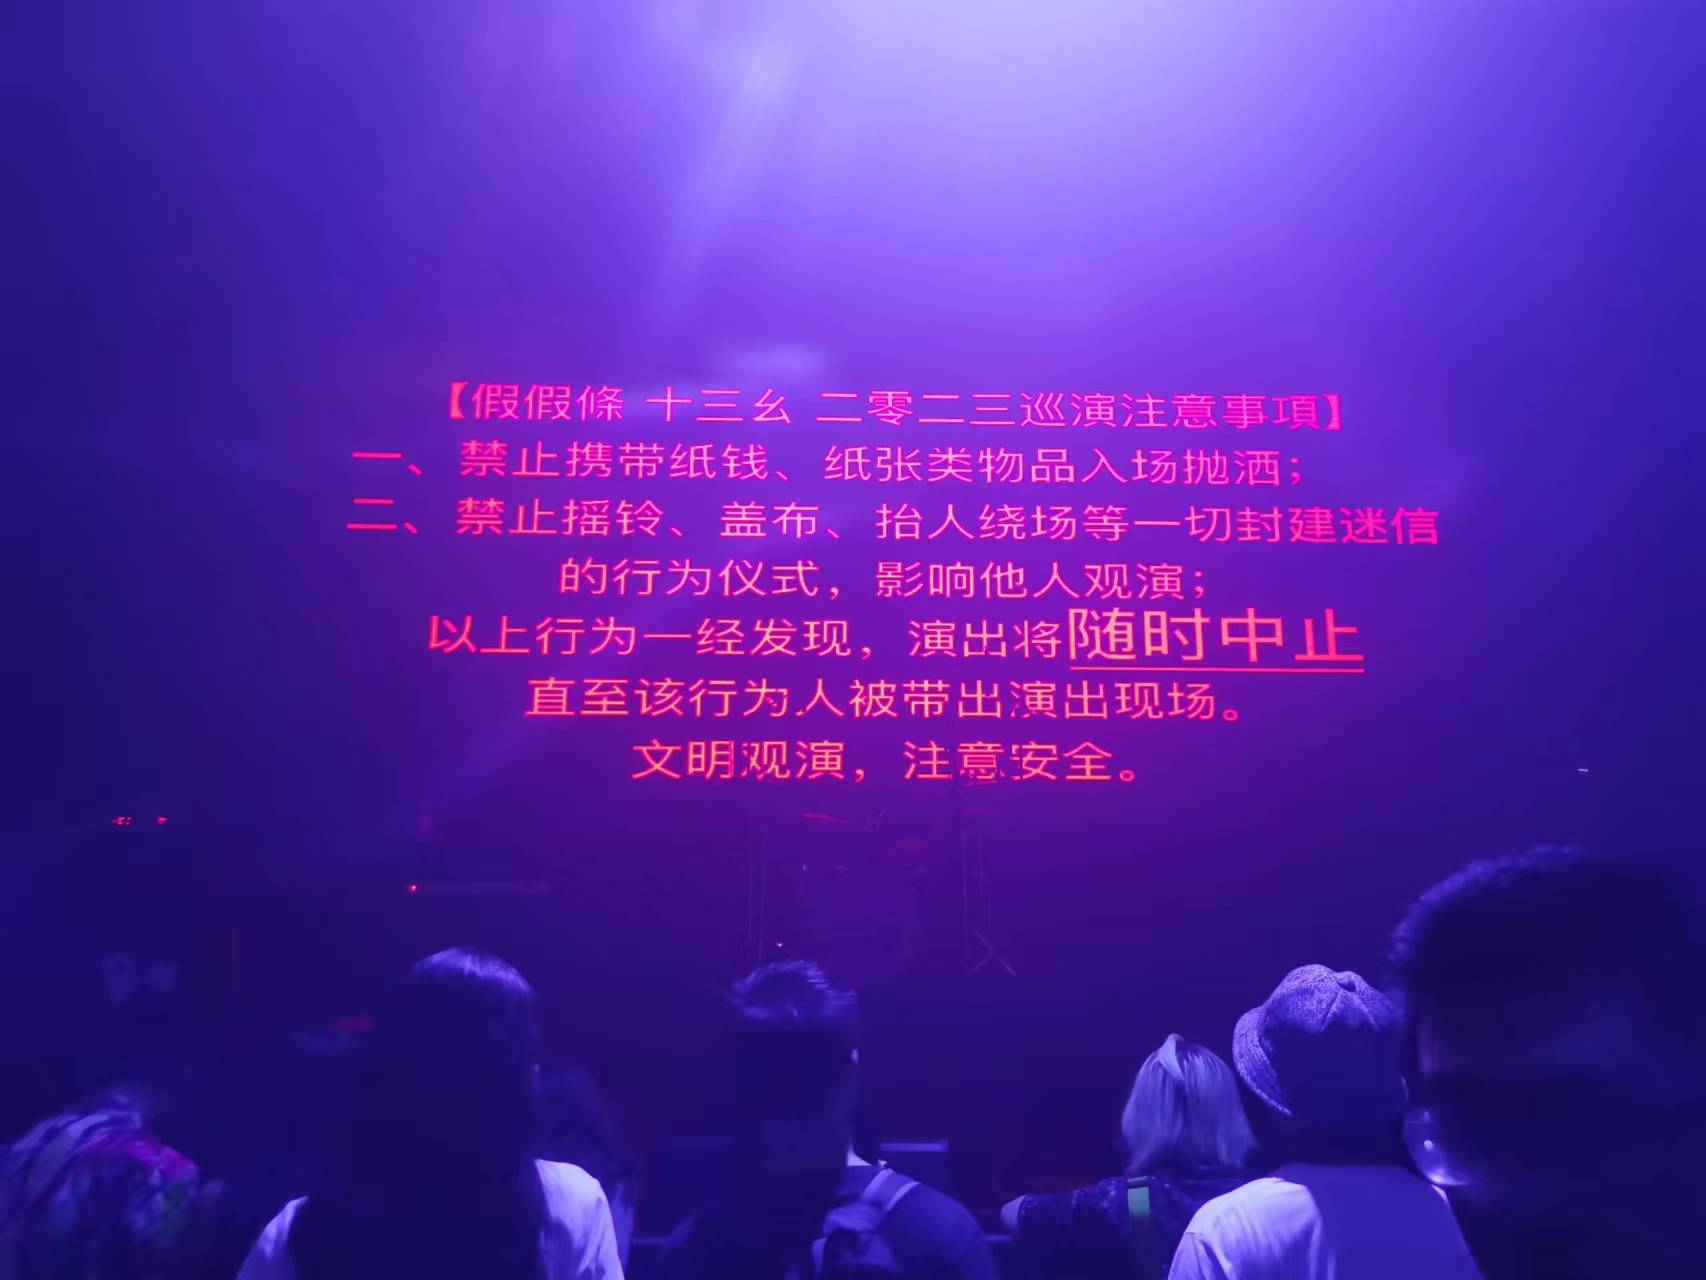 【假假條 十三幺 二零二三巡演注意事項】
一、禁止携带纸钱、纸张类物品入场抛洒；
二、禁止摇铃、盖布、抬人绕场等一切封建迷信
的行为仪式，影响他人观演；
以上行为一经发现，演出将随时中止
直至该行为人被带出演出现场。
文明观演，注意安全。